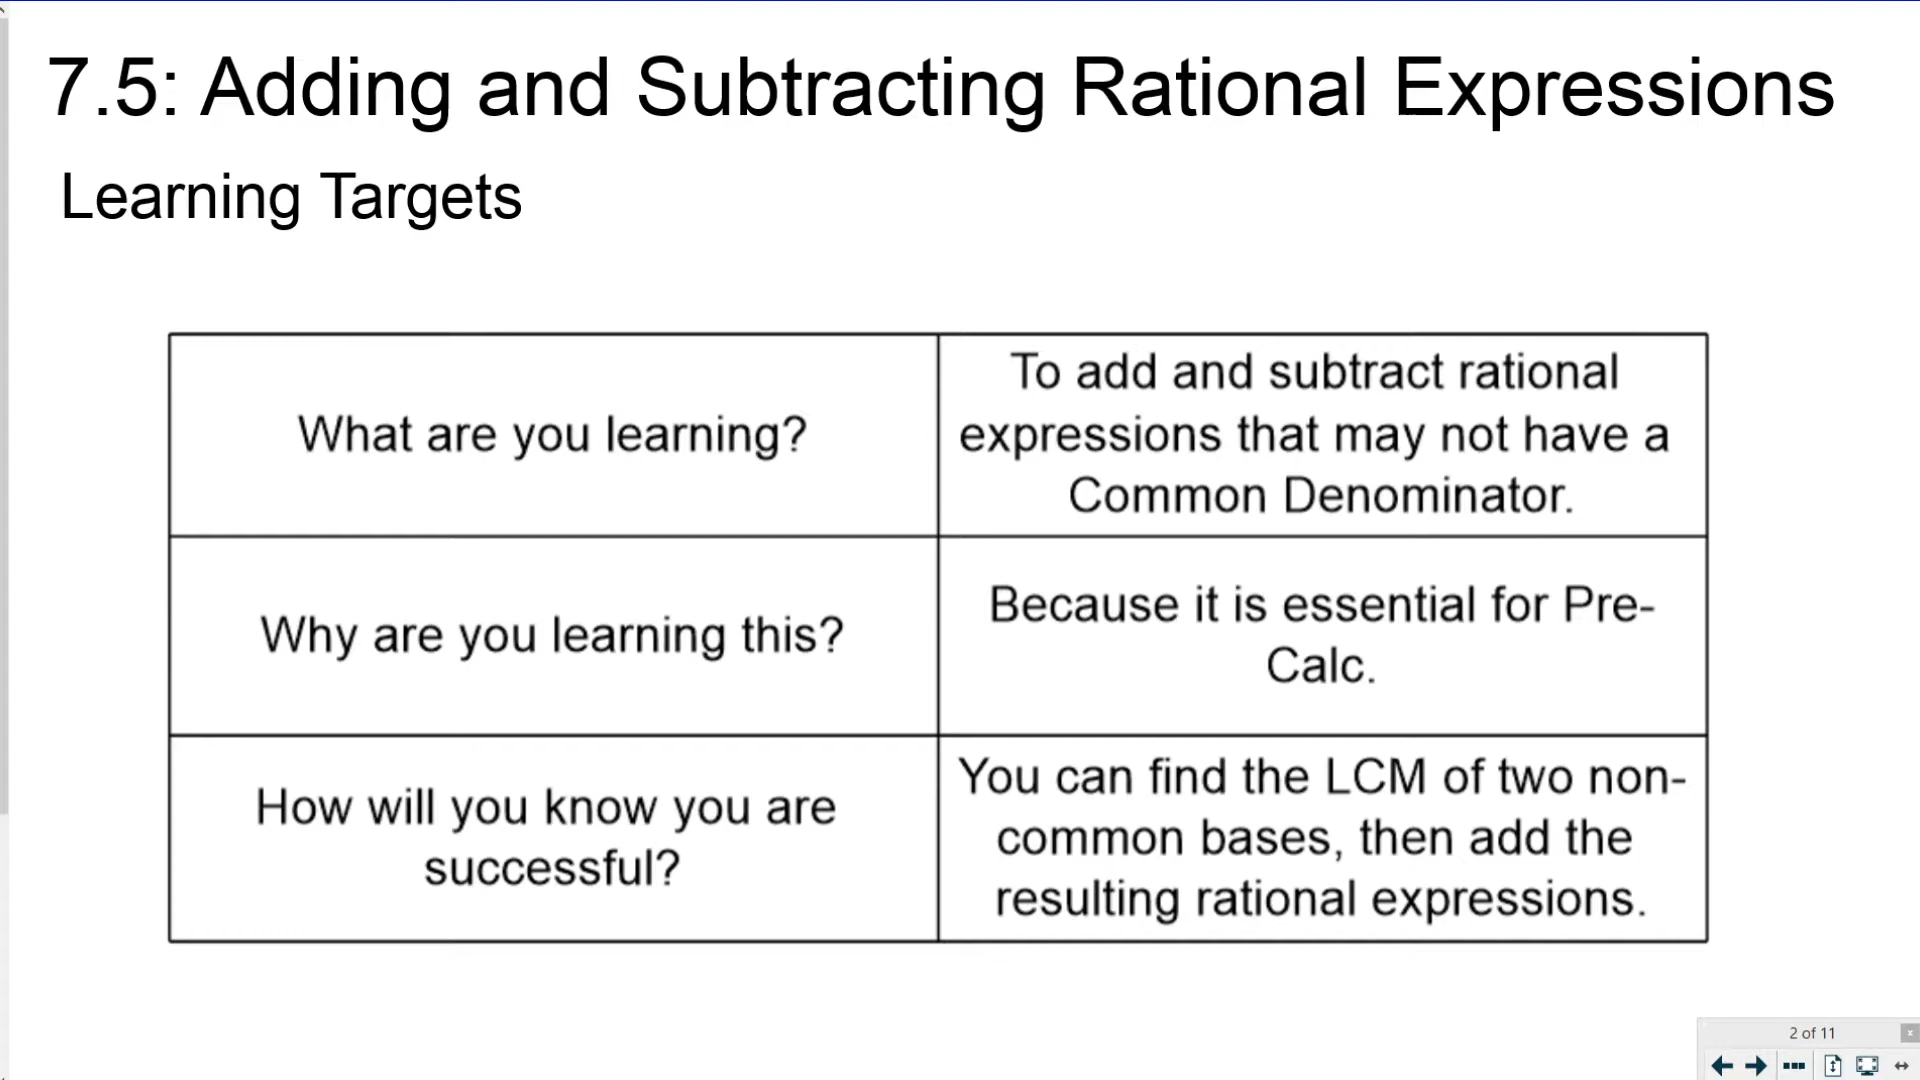 7.5: Adding and Subtracting Rational Expressions
Learning Targets
What are you learning?
To add and subtract rational
expressions that may not have a
Common Denominator.
Why are you learning this?
Because it is essential for Pre-
Calc.
How will you know you are
successful?
You can find the LCM of two non-
common bases, then add the
resulting rational expressions.
2 of 11